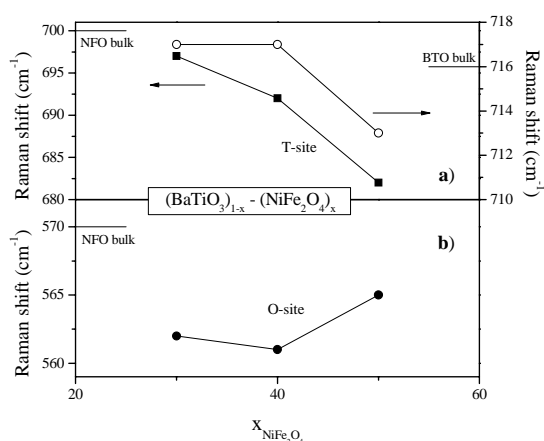 700
NFO bulk
718
BTO bulk
695
716
690
714
T-site
685
712
a)
680
710
Raman shift (cm⁻¹)
Raman shift (cm⁻¹)
(BaTiO₃)₁₋ₓ - (NiFe₂O₄)ₓ
570
NFO bulk
b)
565
O-site
560
Raman shift (cm⁻¹)
20
40
60
x NiFe₂O₄